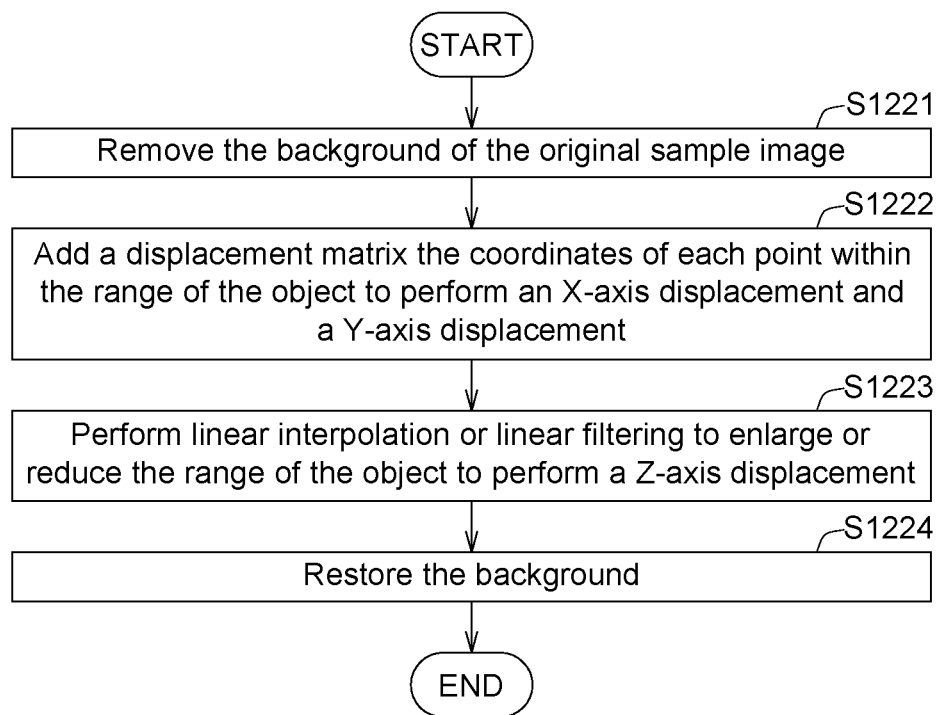 START
S1221
Remove the background of the original sample image
S1222
Add a displacement matrix the coordinates of each point within
the range of the object to perform an X-axis displacement and
a Y-axis displacement
S1223
Perform linear interpolation or linear filtering to enlarge or
reduce the range of the object to perform a Z-axis displacement
S1224
Restore the background
END